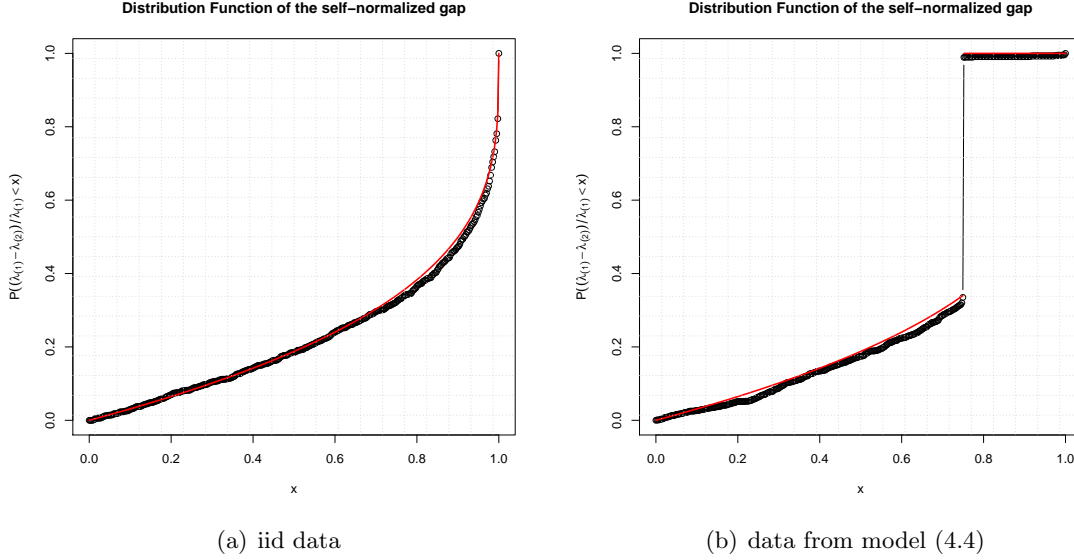 Distribution Function of the self−normalized gap
P((λ(1) − λ(2))/λ(1) < x)
1.0
0.8
0.6
0.4
0.2
0.0
0.0 0.2 0.4 0.6 0.8 1.0
x
(a) iid data
Distribution Function of the self−normalized gap
P((λ(1) − λ(2))/λ(1) < x)
1.0
0.8
0.6
0.4
0.2
0.0
0.0 0.2 0.4 0.6 0.8 1.0
x
(b) data from model (4.4)